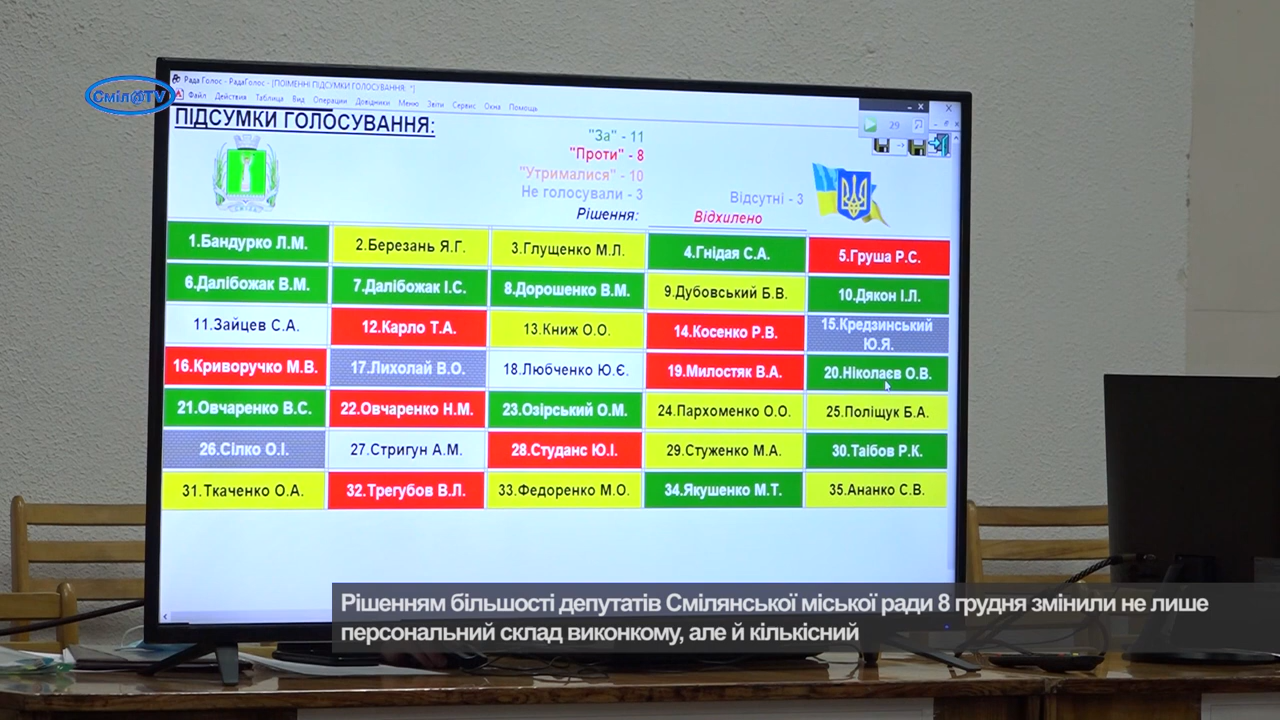 Сміл@TV
Рада Голос - РадаГолос - [ПОІМЕННІ ПІДСУМКИ ГОЛОСУВАННЯ: *]
Файл Действия Таблица Вид Операции Довідники Меню Звіти Сервис Окна Помощь
29
ПІДСУМКИ ГОЛОСУВАННЯ:
"За" - 11
"Проти" - 8
"Утрималися" - 10
Не голосували - 3
Відсутні - 3
Рішення: Відхилено
1.Бандурко Л.М. 2.Березань Я.Г. 3.Глущенко М.Л. 4.Гнідая С.А. 5.Груша Р.С.
6.Далібожак В.М. 7.Далібожак І.С. 8.Дорошенко В.М. 9.Дубовський Б.В. 10.Дякон І.Л.
11.Зайцев С.А. 12.Карло Т.А. 13.Книж О.О. 14.Косенко Р.В. 15.Кредзинський
Ю.Я.
16.Криворучко М.В. 17.Лихолай В.О. 18.Любченко Ю.Є. 19.Милостяк В.А. 20.Ніколаєв О.В.
21.Овчаренко В.С. 22.Овчаренко Н.М. 23.Озірський О.М. 24.Пархоменко О.О. 25.Поліщук Б.А.
26.Сілко О.І. 27.Стригун А.М. 28.Студанс Ю.І. 29.Стуженко М.А. 30.Таібов Р.К.
31.Ткаченко О.А. 32.Трегубов В.Л. 33.Федоренко М.О. 34.Якушенко М.Т. 35.Ананко С.В.
Рішенням більшості депутатів Смілянської міської ради 8 грудня змінили не лише
персональний склад виконкому, але й кількісний